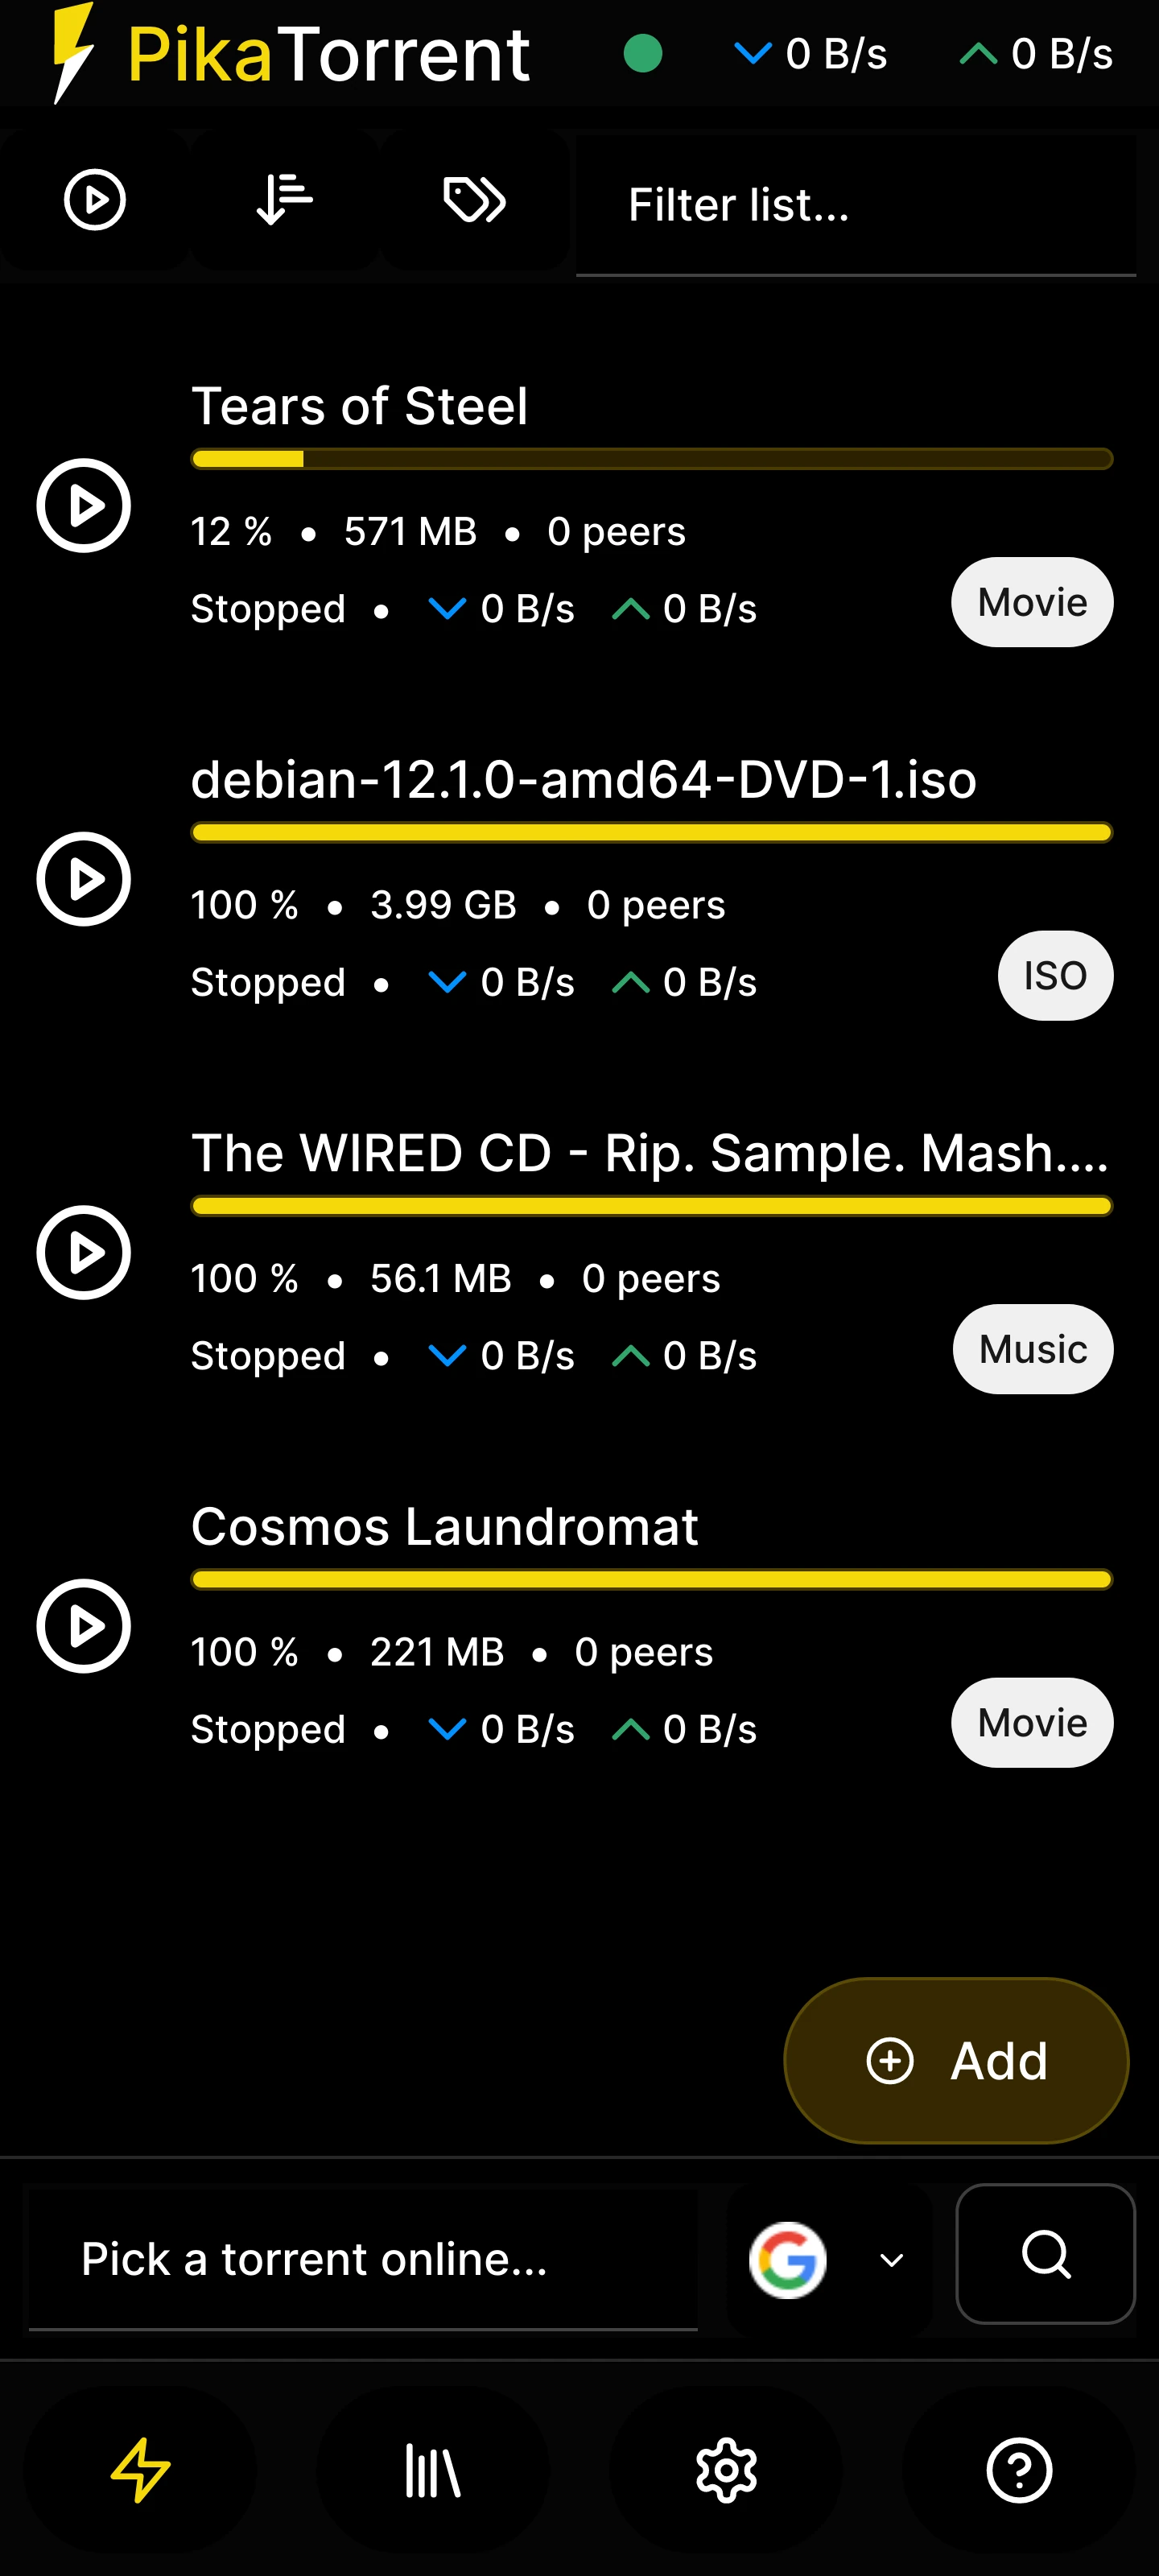 PikaTorrent 0 B/s 0 B/s
Filter list...
Tears of Steel
12 % • 571 MB • 0 peers
Stopped • 0 B/s 0 B/s
Movie
debian-12.1.0-amd64-DVD-1.iso
100 % • 3.99 GB • 0 peers
Stopped • 0 B/s 0 B/s
ISO
The WIRED CD - Rip. Sample. Mash....
100 % • 56.1 MB • 0 peers
Stopped • 0 B/s 0 B/s
Music
Cosmos Laundromat
100 % • 221 MB • 0 peers
Stopped • 0 B/s 0 B/s
Movie
Add
Pick a torrent online...